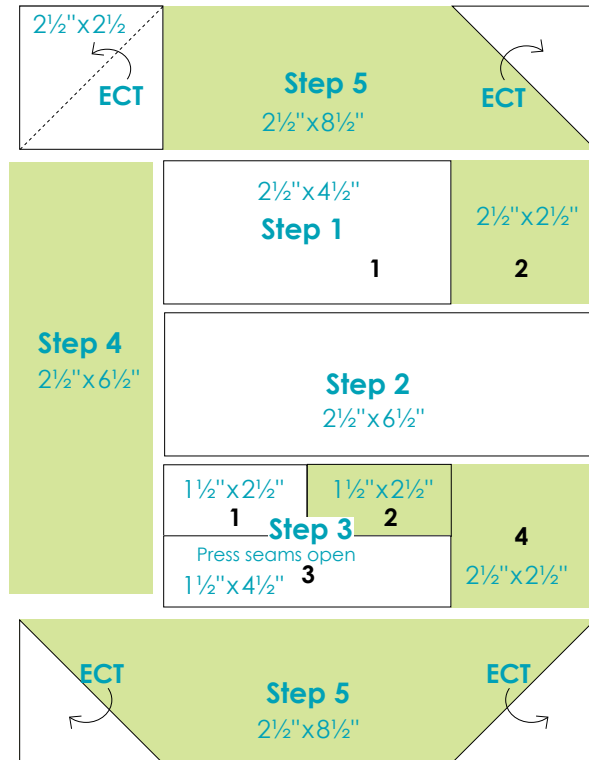 2½"x2½
ECT
Step 5
2½"x8½"
ECT
2½"x4½"
Step 1
1
2½"x2½"
2
Step 4
2½"x6½"
Step 2
2½"x6½"
1½"x2½"
1
1½"x2½"
2
Step 3
Press seams open
1½"x4½"
3
4
2½"x2½"
ECT
Step 5
2½"x8½"
ECT